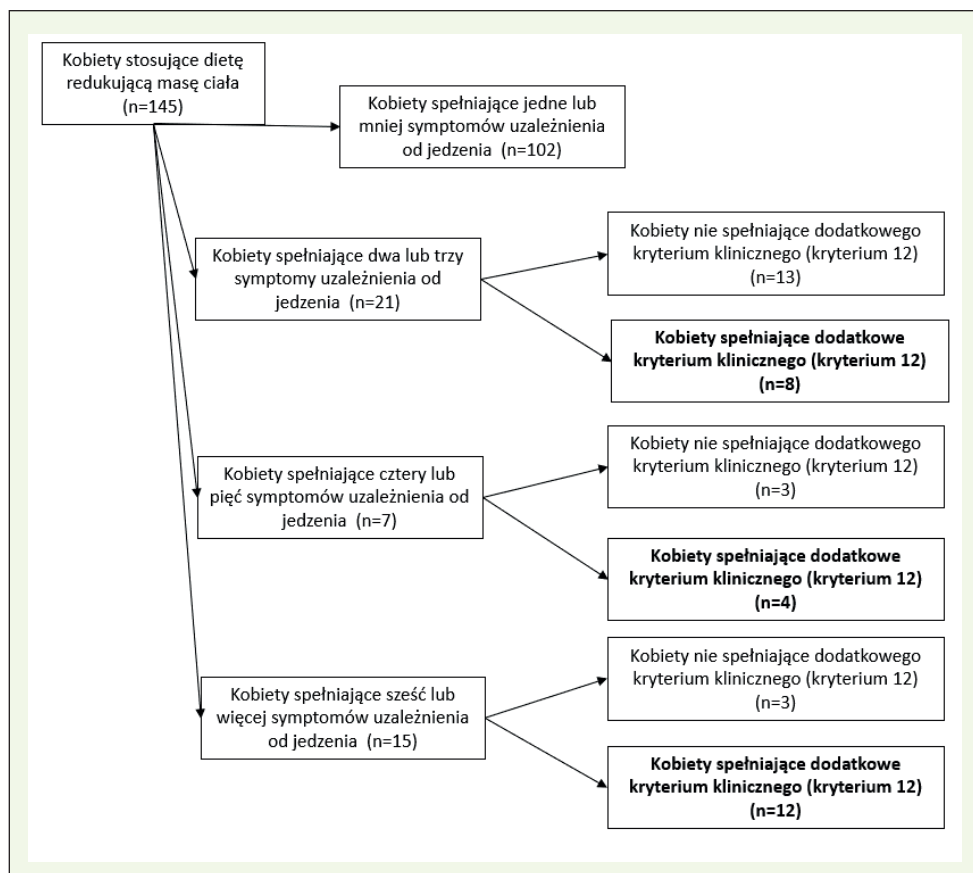 Kobiety stosujące dietę
redukującą masę ciała
(n=145)
Kobiety spełniające jedne lub
mniej symptomów uzależnienia
od jedzenia (n=102)
Kobiety spełniające dwa lub trzy
symptomy uzależnienia od
jedzenia (n=21)
Kobiety nie spełniające dodatkowego
kryterium klinicznego (kryterium 12)
(n=13)
Kobiety spełniające dodatkowe
kryterium klinicznego (kryterium 12)
(n=8)
Kobiety spełniające cztery lub
pięć symptomów uzależnienia od
jedzenia (n=7)
Kobiety nie spełniające dodatkowego
kryterium klinicznego (kryterium 12)
(n=3)
Kobiety spełniające dodatkowe
kryterium klinicznego (kryterium 12)
(n=4)
Kobiety spełniające sześć lub
więcej symptomów uzależnienia
od jedzenia (n=15)
Kobiety nie spełniające dodatkowego
kryterium klinicznego (kryterium 12)
(n=3)
Kobiety spełniające dodatkowe
kryterium klinicznego (kryterium 12)
(n=12)